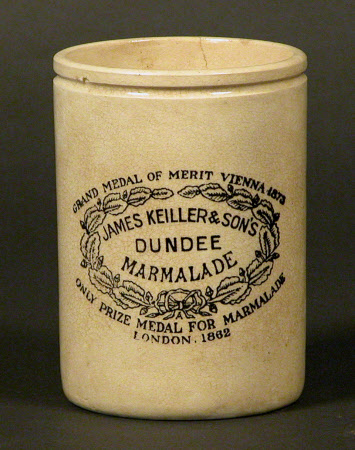 GRAND MEDAL OF MERIT VIENNA 1873
JAMES KEILLER & SON'S
DUNDEE
MARMALADE
ONLY PRIZE MEDAL FOR MARMALADE
LONDON. 1862